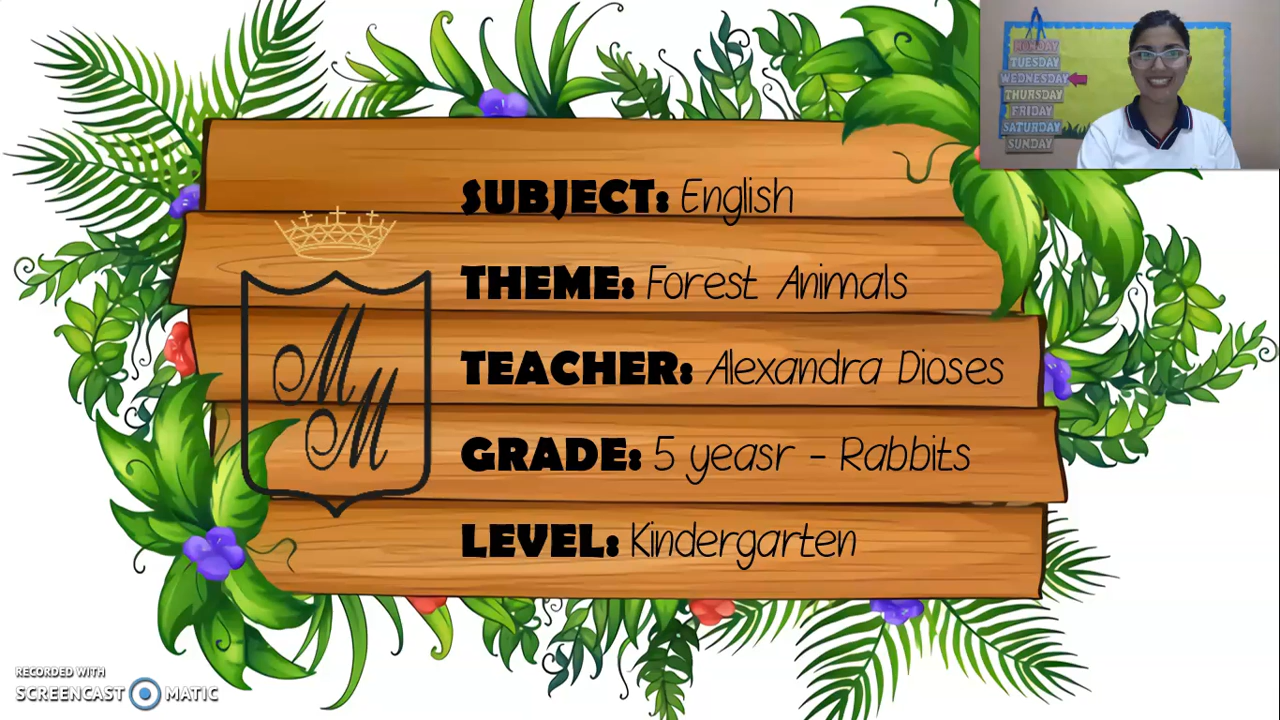 MONDAY
TUESDAY
WEDNESDAY
THURSDAY
FRIDAY
SATURDAY
SUNDAY
SUBJECT: English
THEME: Forest Animals
TEACHER: Alexandra Dioses
GRADE: 5 yeasr - Rabbits
LEVEL: Kindergarten
MM
RECORDED WITH
SCREENCAST MATIC